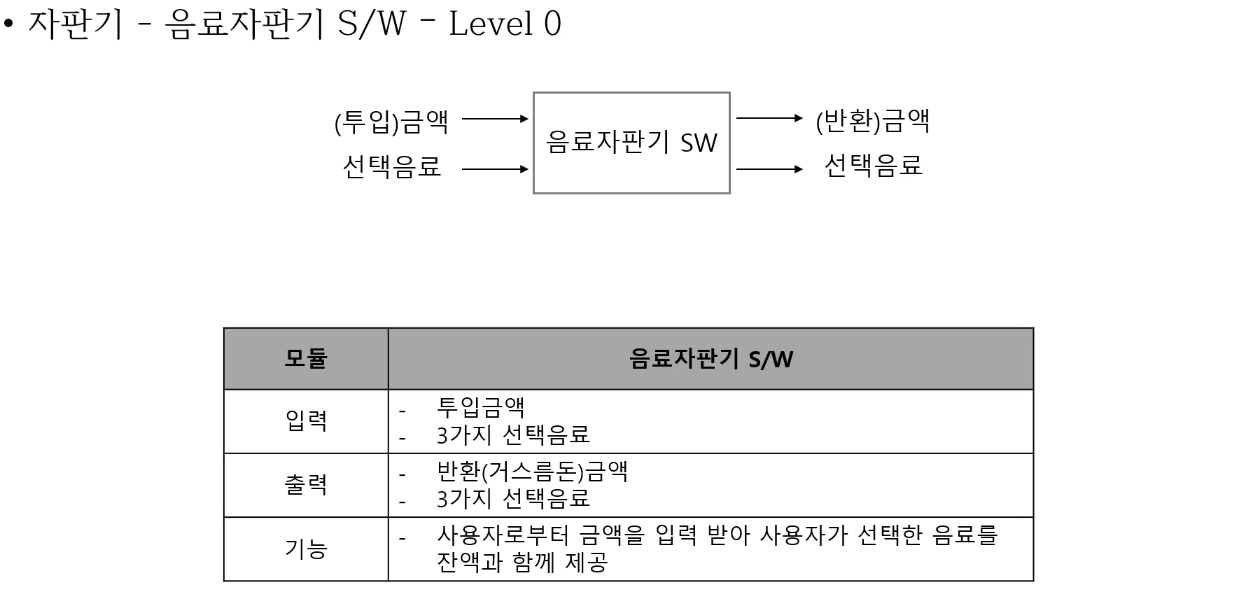 • 자판기 - 음료자판기 S/W - Level 0
(투입)금액
선택음료
음료자판기 SW
(반환)금액
선택음료
모듈 음료자판기 S/W
입력
- 투입금액
- 3가지 선택음료
출력
- 반환(거스름돈)금액
- 3가지 선택음료
기능
- 사용자로부터 금액을 입력 받아 사용자가 선택한 음료를
잔액과 함께 제공